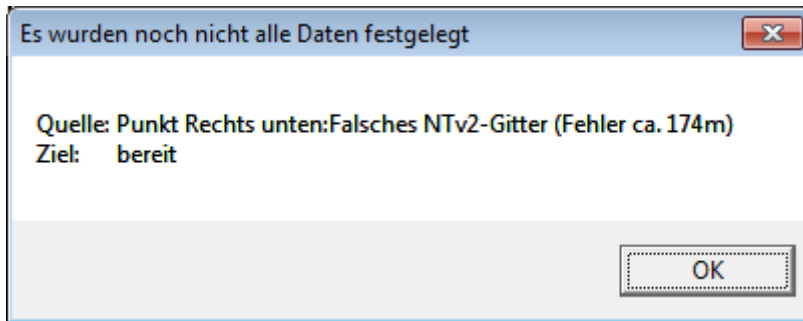 Es wurden noch nicht alle Daten festgelegt
Quelle: Punkt Rechts unten:Falsches NTv2-Gitter (Fehler ca. 174m)
Ziel: bereit
OK